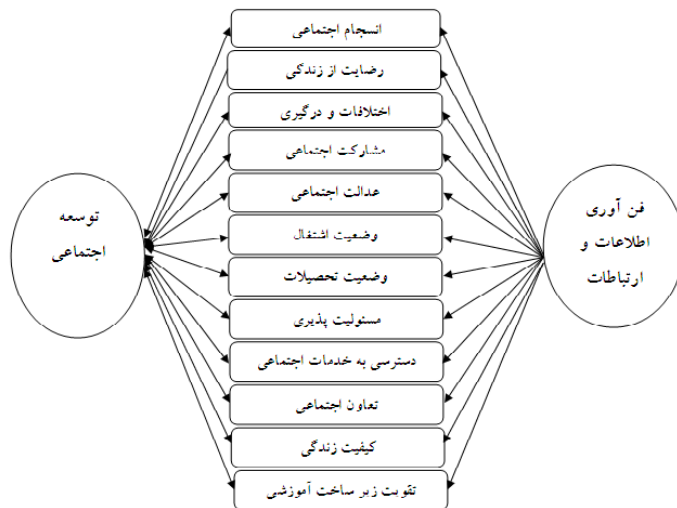 انسجام اجتماعی
رضایت از زندگی
اختلافات و درگیری
مشارکت اجتماعی
عدالت اجتماعی
وضعیت اشتغال
وضعیت تحصیلات
مسئولیت پذیری
دسترسی به خدمات اجتماعی
تعاون اجتماعی
کیفیت زندگی
تقویت زیر ساخت آموزشی
فن آوری
اطلاعات و
ارتباطات
توسعه
اجتماعی